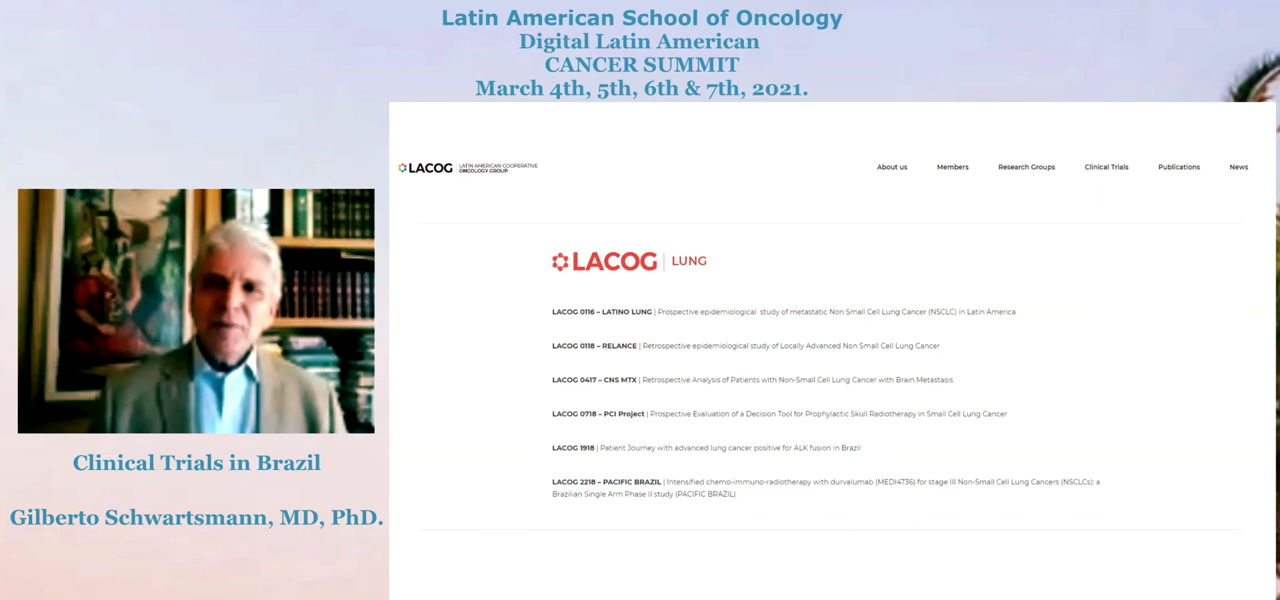 Latin American School of Oncology
Digital Latin American
CANCER SUMMIT
March 4th, 5th, 6th & 7th, 2021.
LACOG LATIN AMERICAN COOPERATIVE
ONCOLOGY GROUP
About us Members Research Groups Clinical Trials Publications News
LACOG | LUNG
LACOG 0116 – LATINO LUNG | Prospective epidemiological study of metastatic Non Small Cell Lung Cancer (NSCLC) in Latin America
LACOG 0118 – RELANCE | Retrospective epidemiological study of Locally Advanced Non Small Cell Lung Cancer
LACOG 0417 – CNS MTX | Retrospective Analysis of Patients with Non-Small Cell Lung Cancer with Brain Metastasis
LACOG 0718 – PCI Project | Prospective Evaluation of a Decision Tool for Prophylactic Skull Radiotherapy in Small Cell Lung Cancer
LACOG 1918 | Patient Journey with advanced lung cancer positive for ALK fusion in Brazil
LACOG 2218 – PACIFIC BRAZIL | Intensified chemo-immuno-radiotherapy with durvalumab (MEDI4736) for stage III Non-Small Cell Lung Cancers (NSCLCs): a
Brazilian Single Arm Phase II study (PACIFIC BRAZIL)
Clinical Trials in Brazil
Gilberto Schwartsmann, MD, PhD.